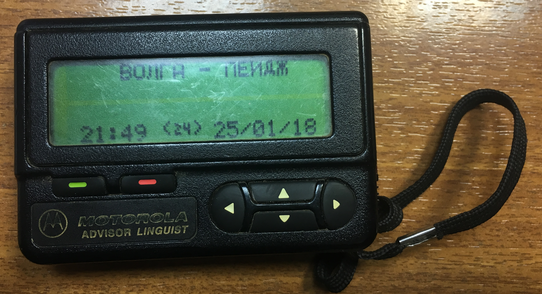 ВОЛГА - ПЕЙДЖ
21:49 (24) 25/01/18
MOTOROLA
ADVISOR LINGUIST